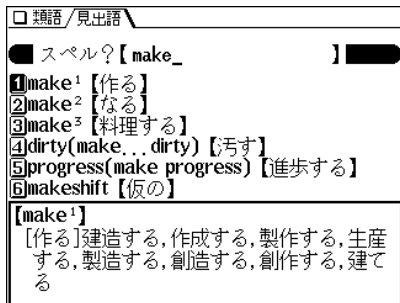 類語/見出語
スペル?【make_ 】
1make¹【作る】
2make²【なる】
3make³【料理する】
4dirty(make...dirty)【汚す】
5progress(make progress)【進歩する】
6makeshift【仮の】
【make¹】
[作る]建造する,作成する,製作する,生産
する,製造する,創造する,創作する,建て
る